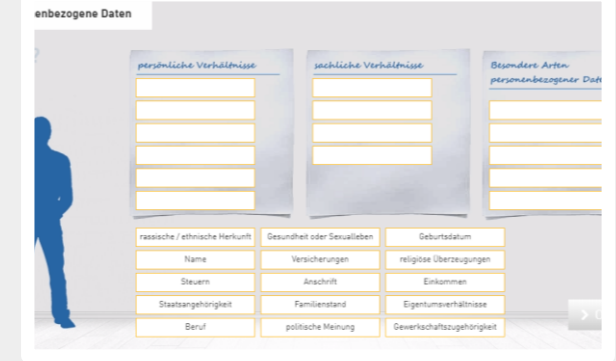 enbezogene Daten
persönliche Verhältnisse
sachliche Verhältnisse
Besondere Arten
personenbezogener Date
rassische / ethnische Herkunft
Gesundheit oder Sexualleben
Geburtsdatum
Name
Versicherungen
religiöse Überzeugungen
Steuern
Anschrift
Einkommen
Staatsangehörigkeit
Familienstand
Eigentumsverhältnisse
Beruf
politische Meinung
Gewerkschaftszugehörigkeit